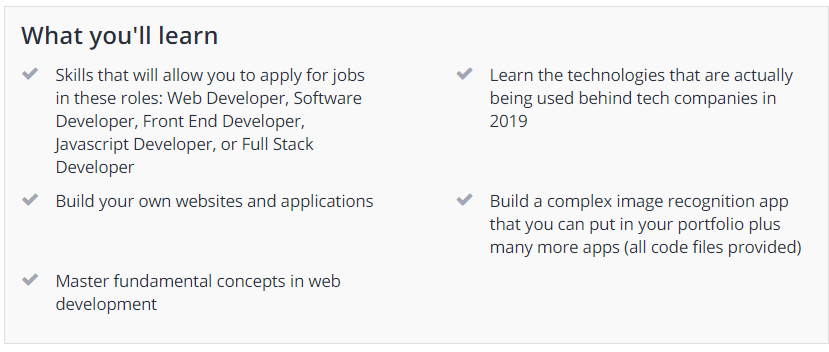 What you'll learn
Skills that will allow you to apply for jobs
in these roles: Web Developer, Software
Developer, Front End Developer,
Javascript Developer, or Full Stack
Developer
Learn the technologies that are actually
being used behind tech companies in
2019
Build your own websites and applications
Build a complex image recognition app
that you can put in your portfolio plus
many more apps (all code files provided)
Master fundamental concepts in web
development